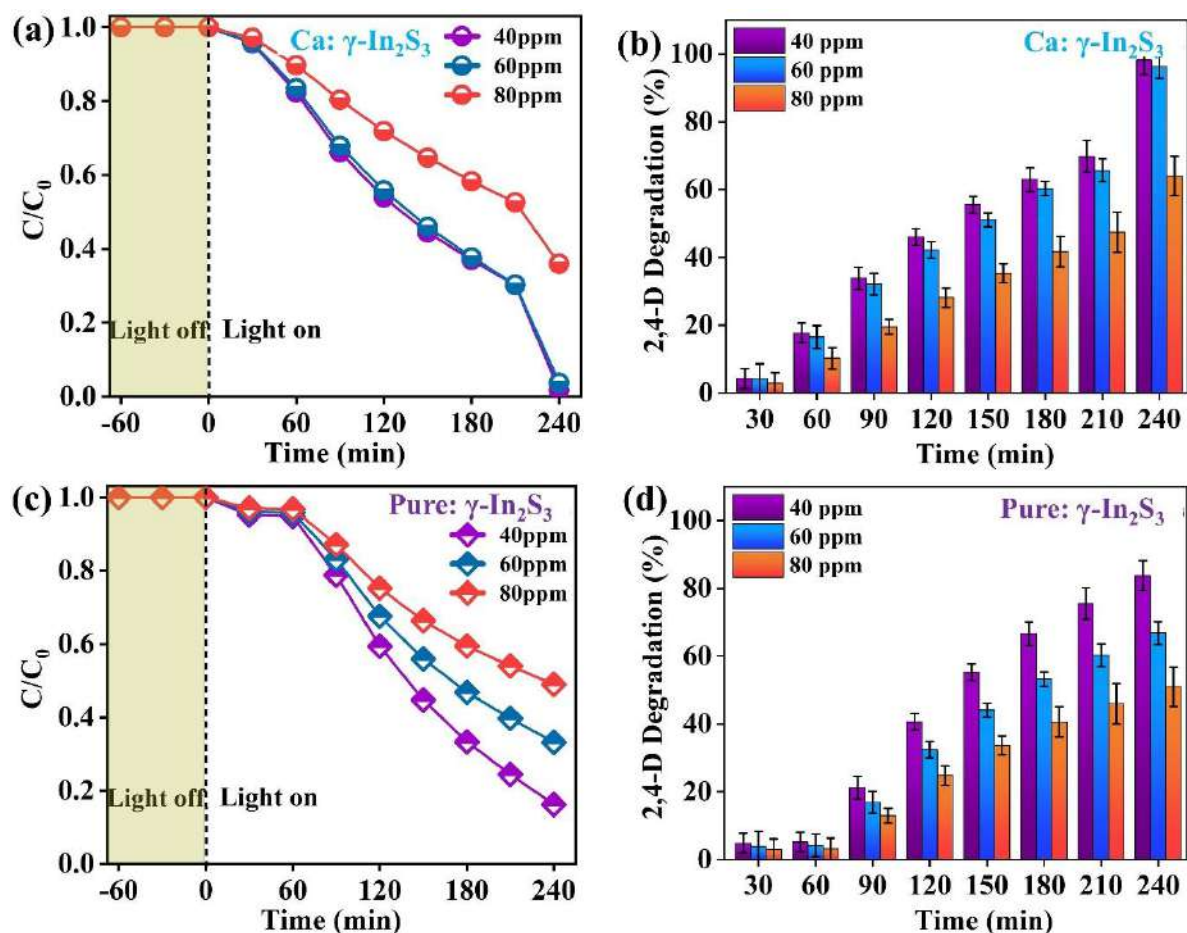 (a)
Ca: γ-In₂S₃
40ppm
60ppm
80ppm
Light off
Light on
C/C₀
1.0
0.8
0.6
0.4
0.2
0.0
-60 0 60 120 180 240
Time (min)
(b)
Ca: γ-In₂S₃
40 ppm
60 ppm
80 ppm
2,4-D Degradation (%)
100
80
60
40
20
0
30 60 90 120 150 180 210 240
Time (min)
(c)
Pure: γ-In₂S₃
40ppm
60ppm
80ppm
Light off
Light on
C/C₀
1.0
0.8
0.6
0.4
0.2
0.0
-60 0 60 120 180 240
Time (min)
(d)
Pure: γ-In₂S₃
40 ppm
60 ppm
80 ppm
2,4-D Degradation (%)
100
80
60
40
20
0
30 60 90 120 150 180 210 240
Time (min)